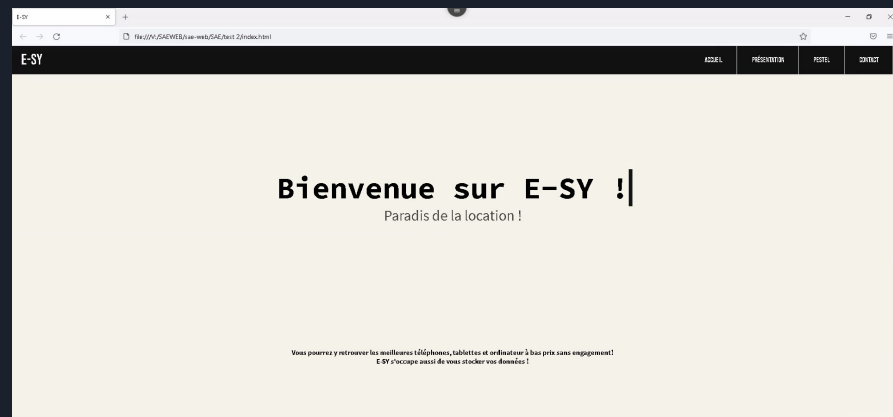 E-SY
file:///V:/SAEWEB/sae-web/SAE/test 2/index.html
E-SY
ACCUEIL PRÉSENTATION PESTEL CONTACT
Bienvenue sur E-SY !
Paradis de la location !
Vous pourrez y retrouver les meilleures téléphones, tablettes et ordinateur à bas prix sans engagement!
E-SY s'occupe aussi de vous stocker vos données !